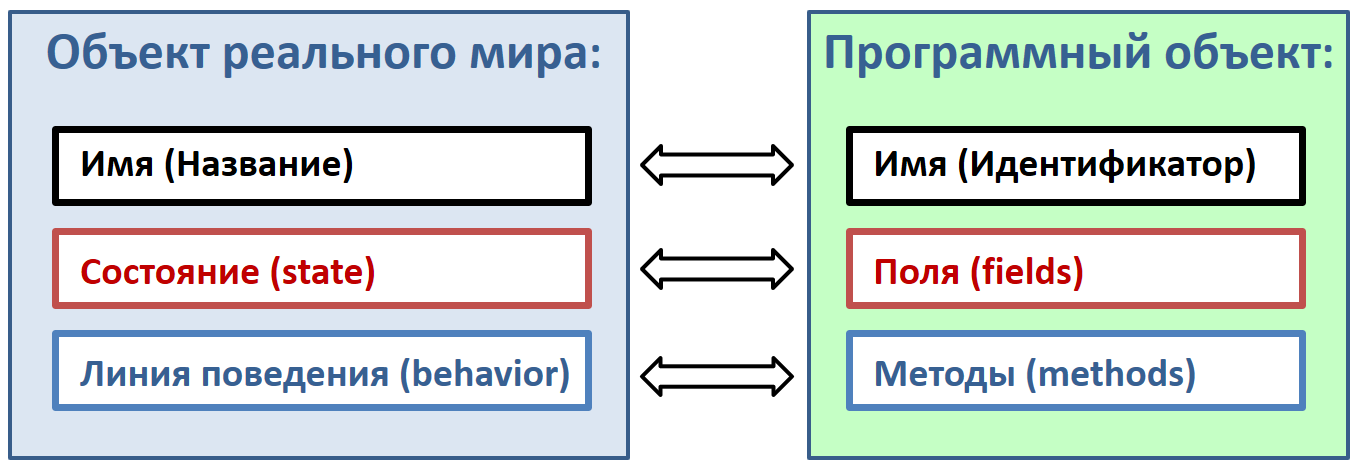 Объект реального мира:
Имя (Название)
Состояние (state)
Линия поведения (behavior)
Программный объект:
Имя (Идентификатор)
Поля (fields)
Методы (methods)